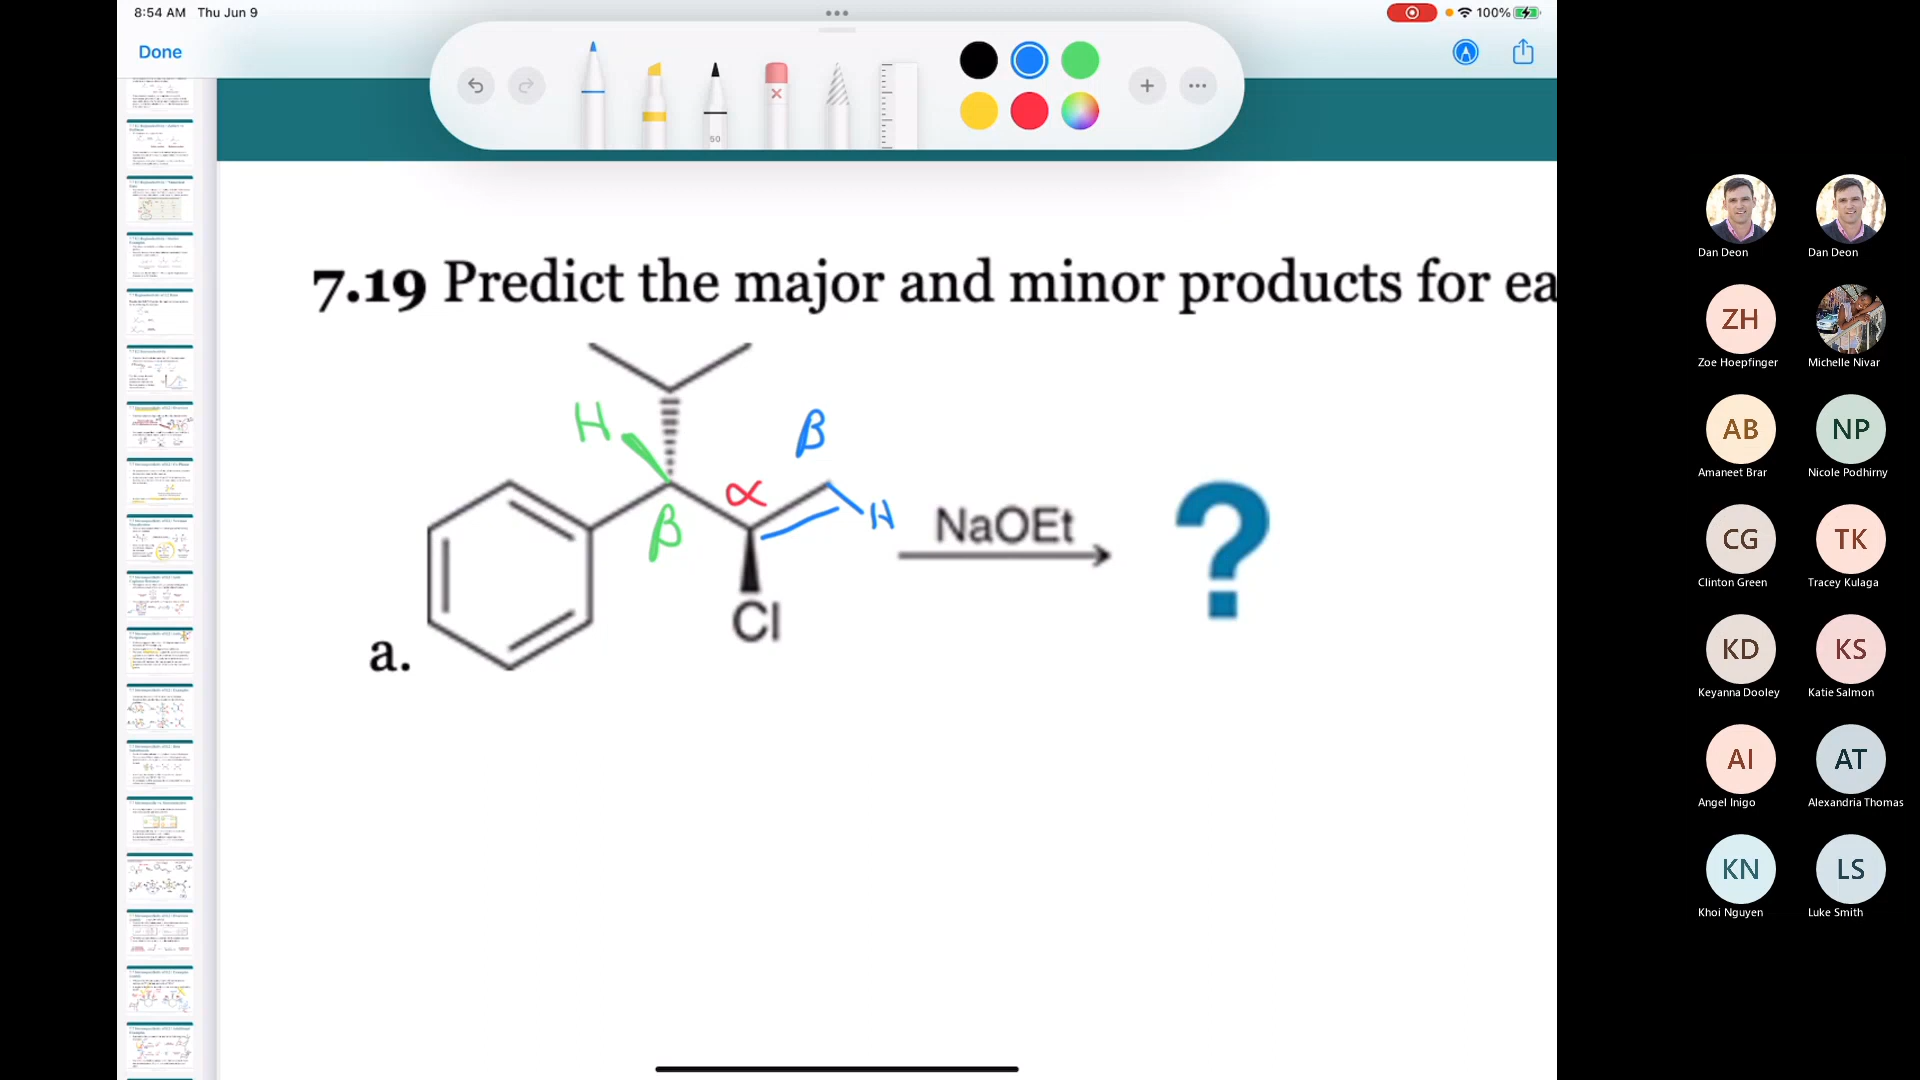 8:54 AM Thu Jun 9
100%
Done
50
7.19 Predict the major and minor products for ea
H
β
α
β
H
NaOEt
?
Cl
a.
Dan Deon
Dan Deon
ZH
Zoe Hoepfinger
Michelle Nivar
AB
Amaneet Brar
NP
Nicole Podhirny
CG
Clinton Green
TK
Tracey Kulaga
KD
Keyanna Dooley
KS
Katie Salmon
AI
Angel Inigo
AT
Alexandria Thomas
KN
Khoi Nguyen
LS
Luke Smith